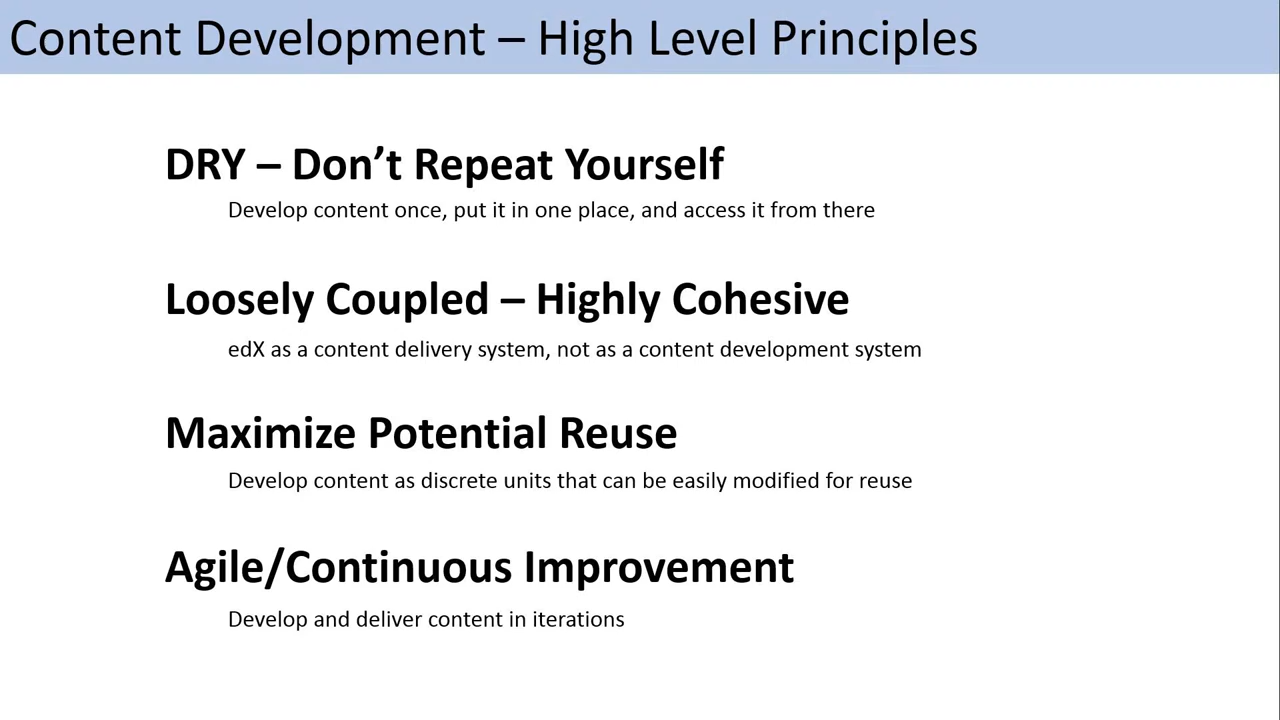 Content Development – High Level Principles
DRY – Don’t Repeat Yourself
Develop content once, put it in one place, and access it from there
Loosely Coupled – Highly Cohesive
edX as a content delivery system, not as a content development system
Maximize Potential Reuse
Develop content as discrete units that can be easily modified for reuse
Agile/Continuous Improvement
Develop and deliver content in iterations